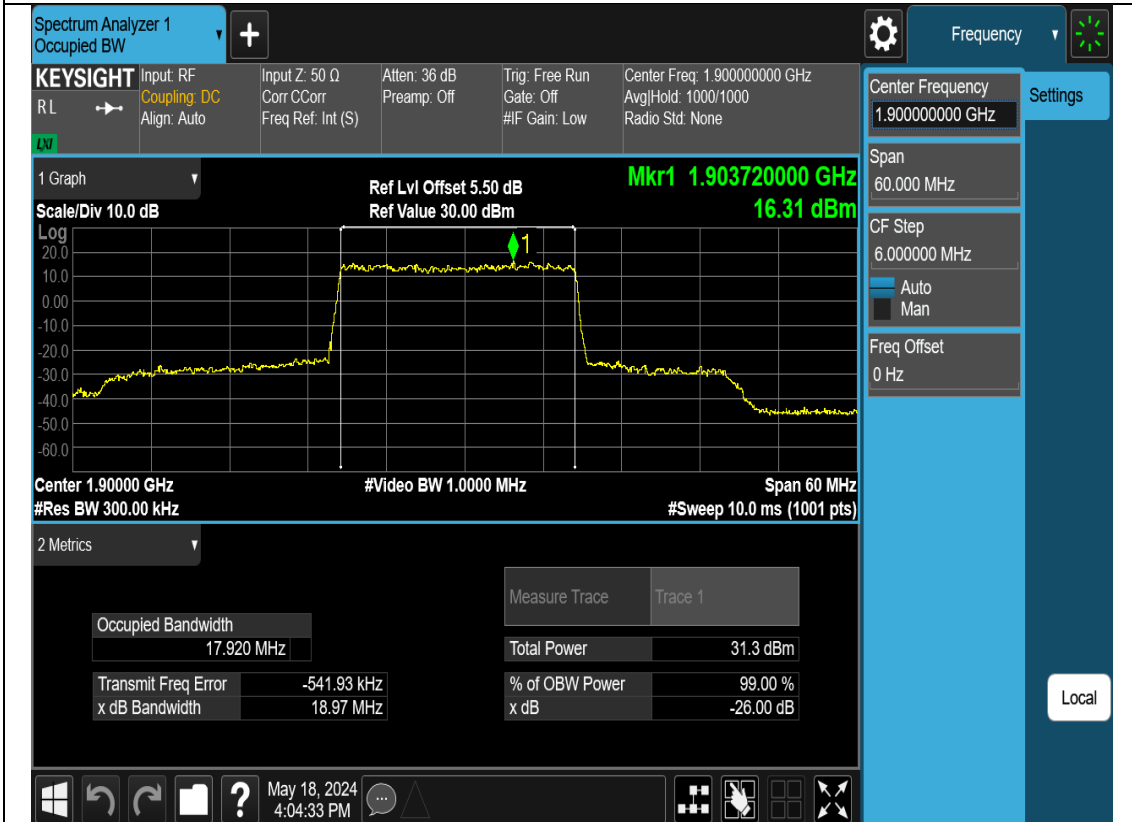 Spectrum Analyzer 1
Occupied BW
+
Frequency
KEYSIGHT
R L
LXI
Input: RF
Coupling: DC
Align: Auto
Input Z: 50 Ω
Corr CCorr
Freq Ref: Int (S)
Atten: 36 dB
Preamp: Off
Trig: Free Run
Gate: Off
#IF Gain: Low
Center Freq: 1.900000000 GHz
Avg|Hold: 1000/1000
Radio Std: None
Center Frequency
1.900000000 GHz
Settings
Span
60.000 MHz
CF Step
6.000000 MHz
Auto
Man
Freq Offset
0 Hz
Local
1 Graph
Scale/Div 10.0 dB
Ref Lvl Offset 5.50 dB
Ref Value 30.00 dBm
Mkr1 1.903720000 GHz
16.31 dBm
Log
20.0
10.0
0.00
-10.0
-20.0
-30.0
-40.0
-50.0
-60.0
1
Center 1.90000 GHz
#Video BW 1.0000 MHz
Span 60 MHz
#Res BW 300.00 kHz
#Sweep 10.0 ms (1001 pts)
2 Metrics
Measure Trace Trace 1
Occupied Bandwidth
17.920 MHz
Total Power 31.3 dBm
Transmit Freq Error -541.93 kHz
% of OBW Power 99.00 %
x dB Bandwidth 18.97 MHz
x dB -26.00 dB
?
May 18, 2024
4:04:33 PM